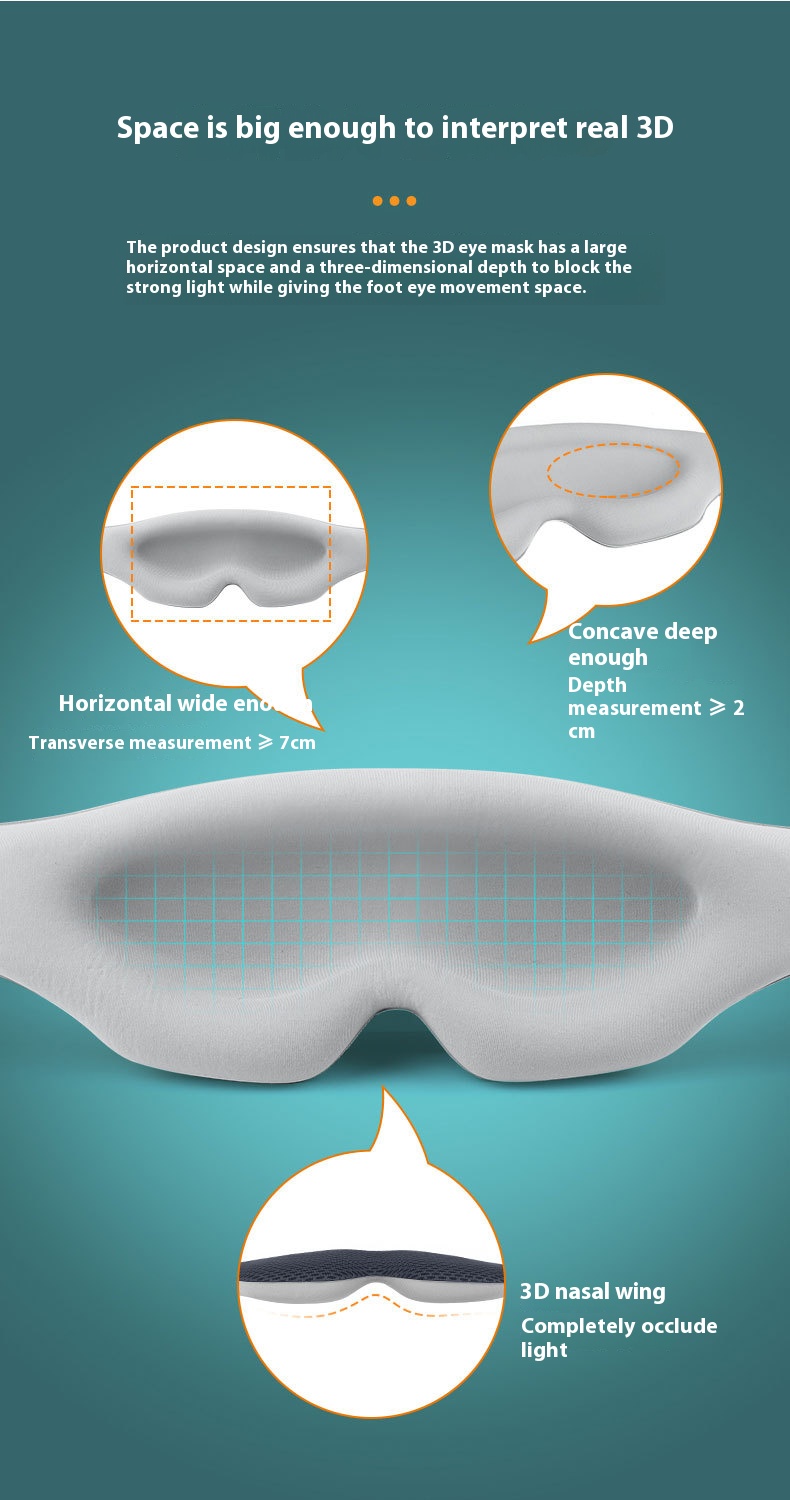 Space is big enough to interpret real 3D
The product design ensures that the 3D eye mask has a large
horizontal space and a three-dimensional depth to block the
strong light while giving the foot eye movement space.
Concave deep
enough
Depth
measurement ⩾ 2
cm
Horizontal wide enough
Transverse measurement ⩾ 7cm
3D nasal wing
Completely occlude
light